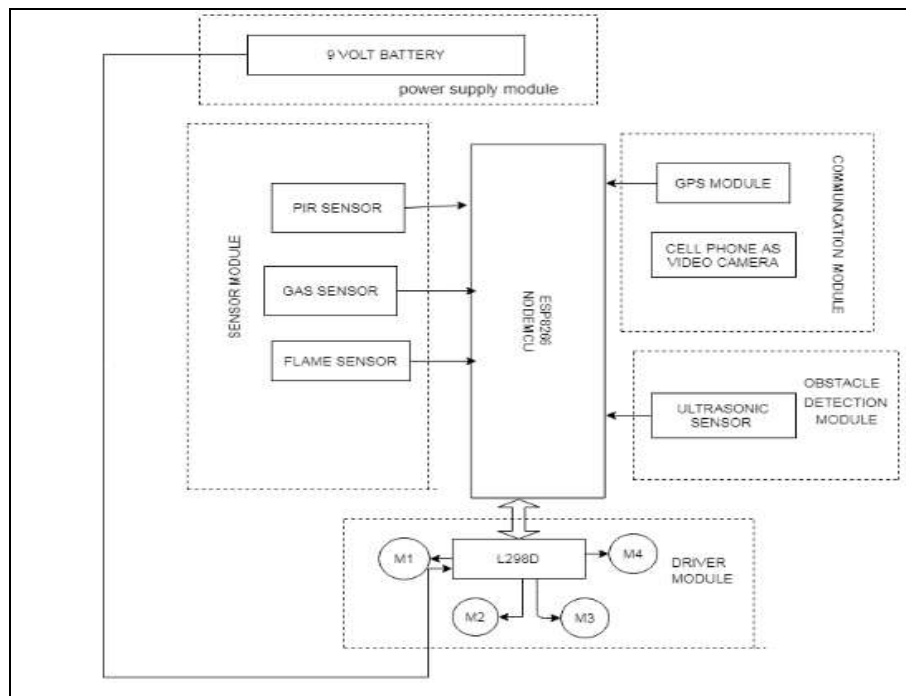 9 VOLT BATTERY
power supply module
SENSOR MODULE
PIR SENSOR
GAS SENSOR
FLAME SENSOR
ESP8266
NODEMCU
GPS MODULE
CELL PHONE AS
VIDEO CAMERA
COMMUNICATION MODULE
ULTRASONIC
SENSOR
OBSTACLE
DETECTION
MODULE
M1
L298D
M4
M2
M3
DRIVER
MODULE